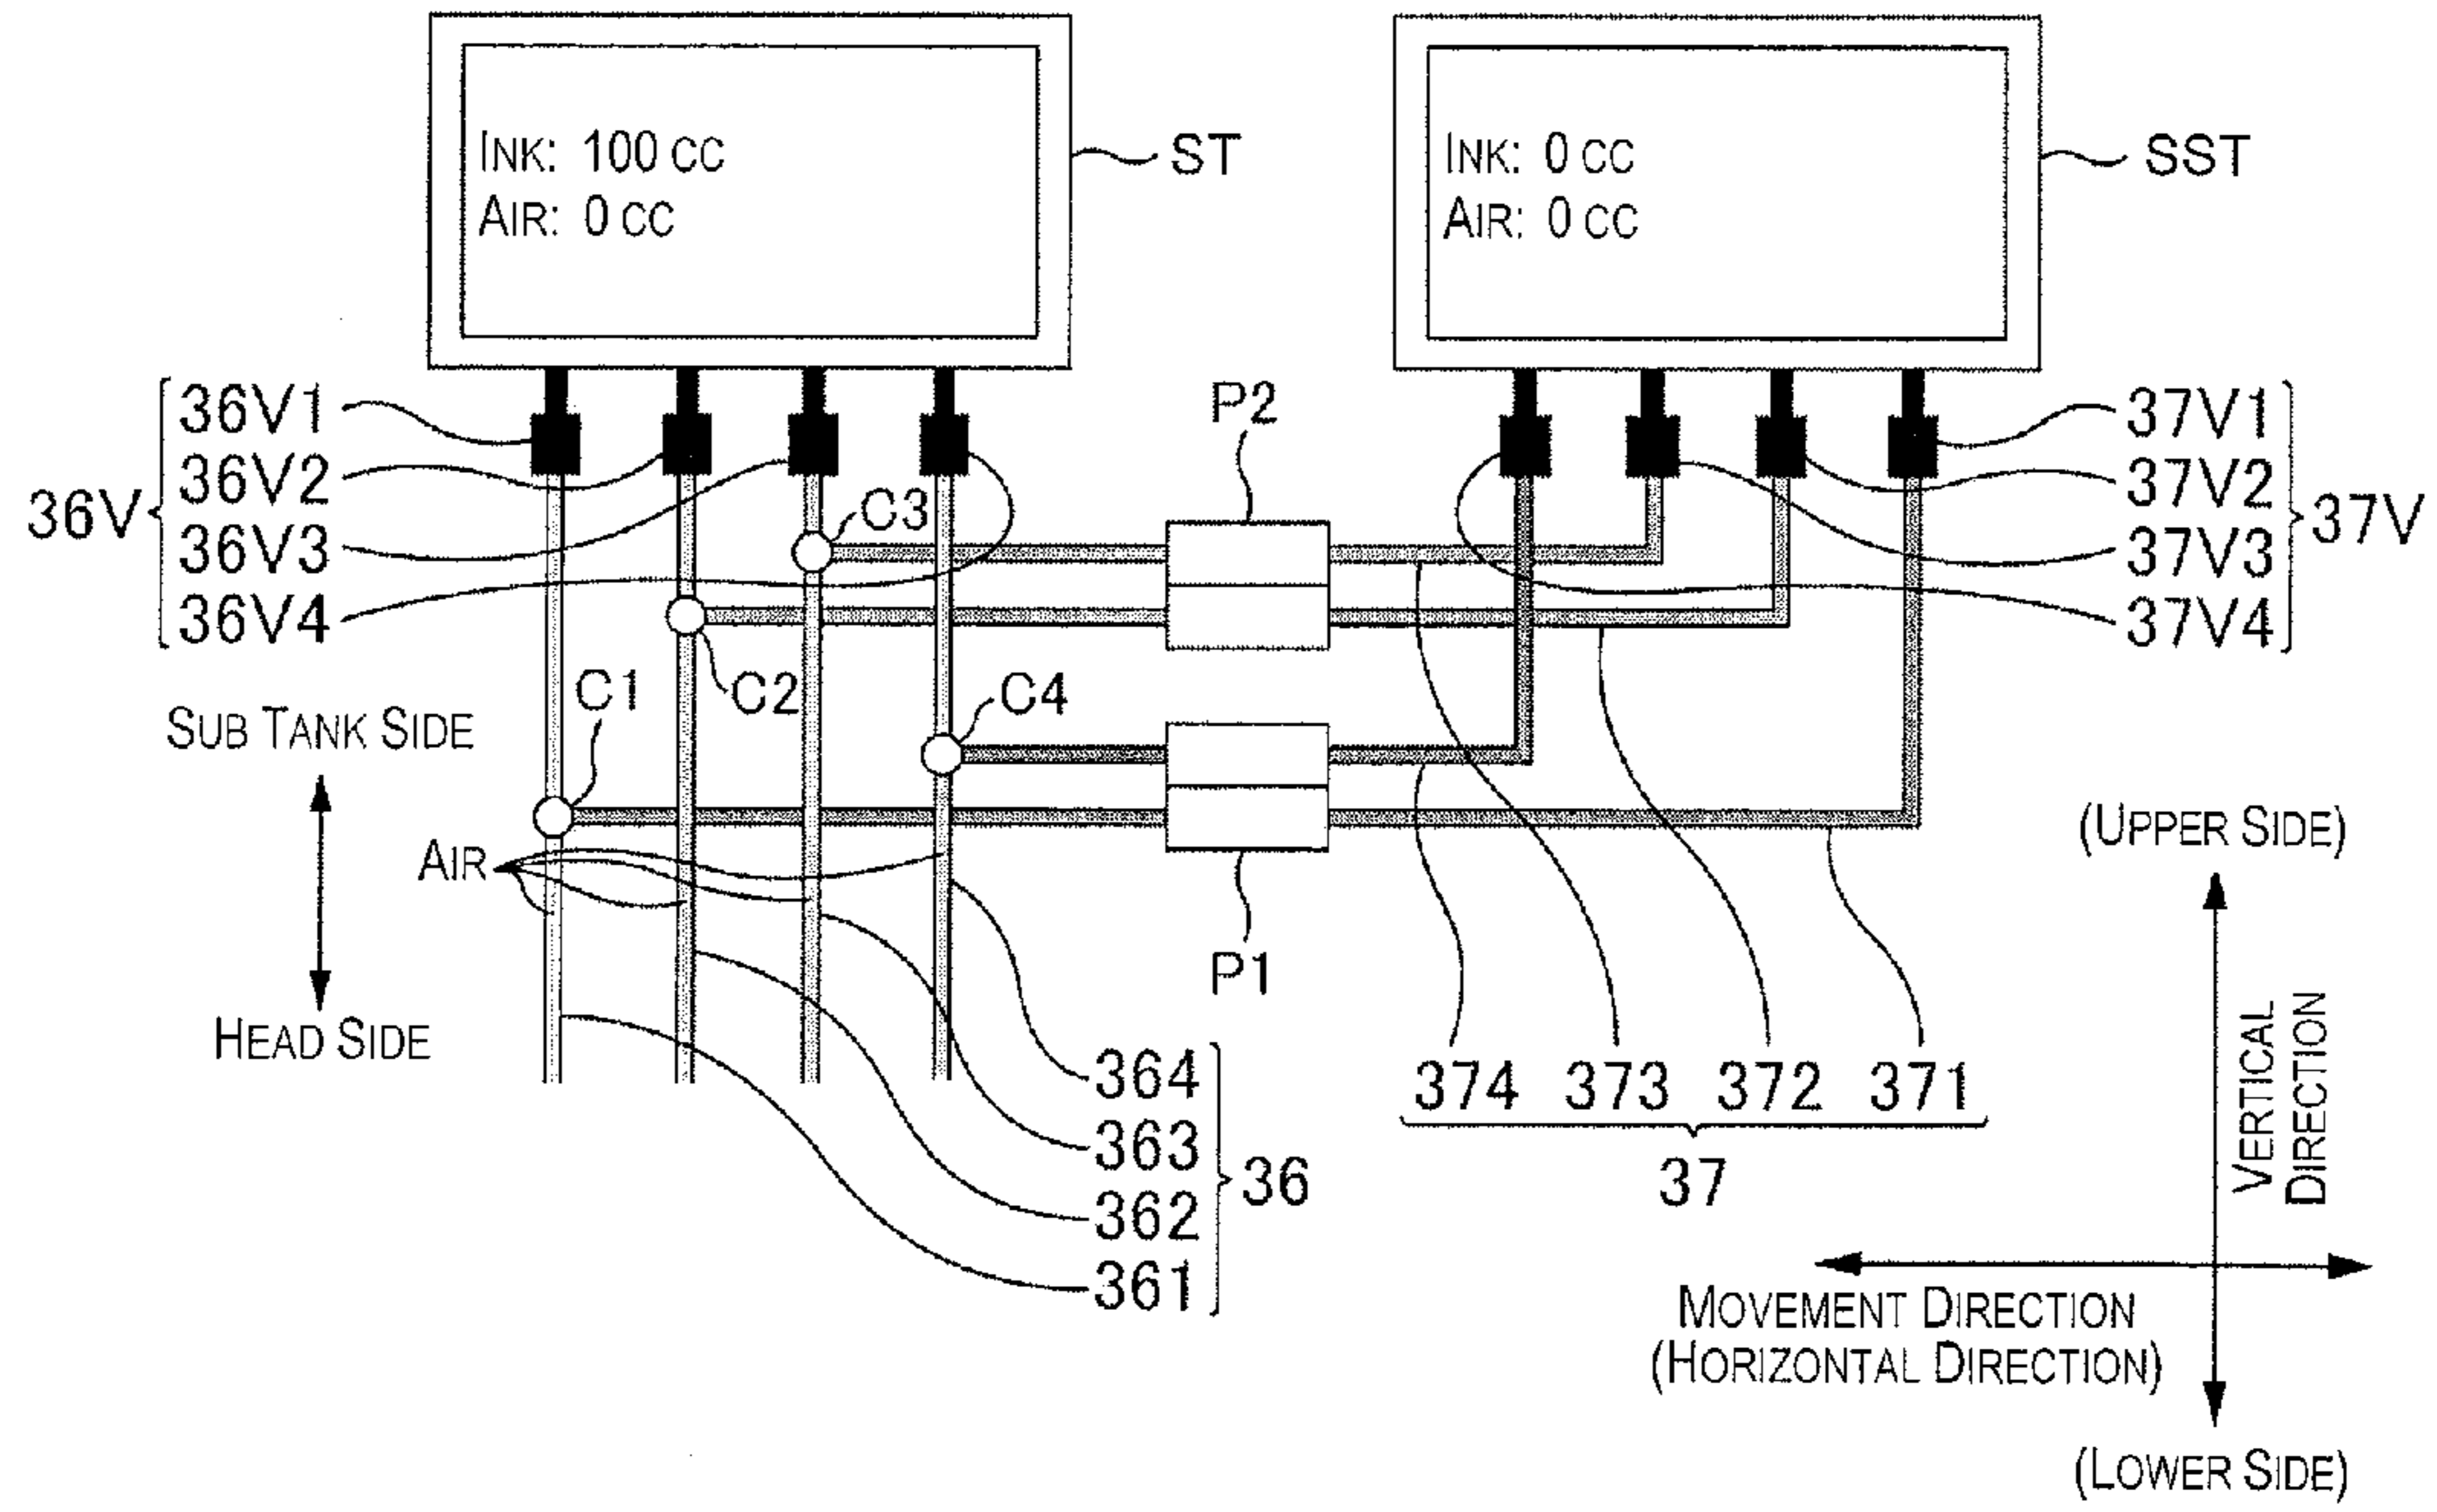 INK: 100 CC
AIR: 0 CC
ST
INK: 0 CC
AIR: 0 CC
SST
36V
36V1
36V2
36V3
36V4
P2
37V1
37V2
37V3
37V4
37V
C3
C2
C1
C4
SUB TANK SIDE
HEAD SIDE
AIR
P1
364
363
362
361
36
374 373 372 371
37
(UPPER SIDE)
VERTICAL
DIRECTION
MOVEMENT DIRECTION
(HORIZONTAL DIRECTION)
(LOWER SIDE)